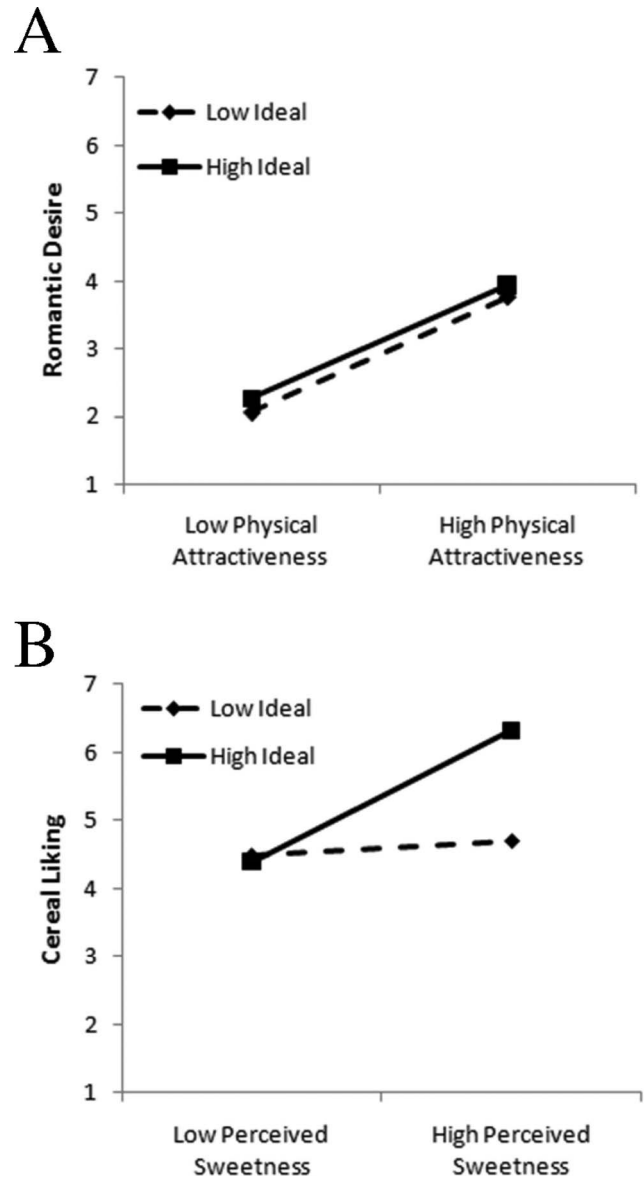 A
7
6
5
4
3
2
1
Romantic Desire
Low Ideal
High Ideal
Low Physical
Attractiveness
High Physical
Attractiveness
B
7
6
5
4
3
2
1
Cereal Liking
Low Ideal
High Ideal
Low Perceived
Sweetness
High Perceived
Sweetness